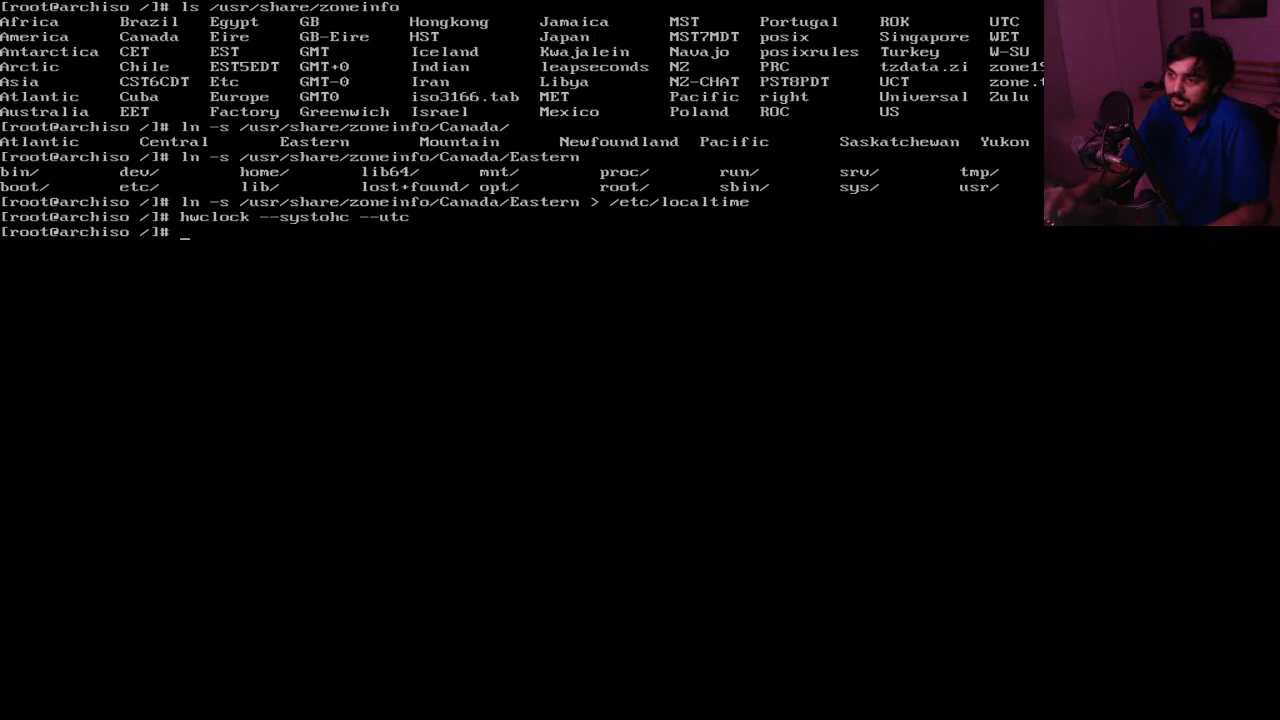 [root@archiso /]# ls /usr/share/zoneinfo
Africa Brazil Egypt GB Hongkong Jamaica MST Portugal ROK UTC
America Canada Eire GB-Eire HST Japan MST7MDT posix Singapore WET
Antarctica CET EST GMT Iceland Kwajalein Navajo posixrules Turkey W-SU
Arctic Chile EST5EDT GMT+0 Indian leapseconds NZ PRC tzdata.zi zone19
Asia CST6CDT Etc GMT-0 Iran Libya NZ-CHAT PST8PDT UCT zone.t
Atlantic Cuba Europe GMT0 iso3166.tab MET Pacific right Universal Zulu
Australia EET Factory Greenwich Israel Mexico Poland ROC US
[root@archiso /]# ln -s /usr/share/zoneinfo/Canada/
Atlantic Central Eastern Mountain Newfoundland Pacific Saskatchewan Yukon
[root@archiso /]# ln -s /usr/share/zoneinfo/Canada/Eastern
bin/ dev/ home/ lib64/ mnt/ proc/ run/ srv/ tmp/
boot/ etc/ lib/ lost+found/ opt/ root/ sbin/ sys/ usr/
[root@archiso /]# ln -s /usr/share/zoneinfo/Canada/Eastern > /etc/localtime
[root@archiso /]# hwclock --systohc --utc
[root@archiso /]# _